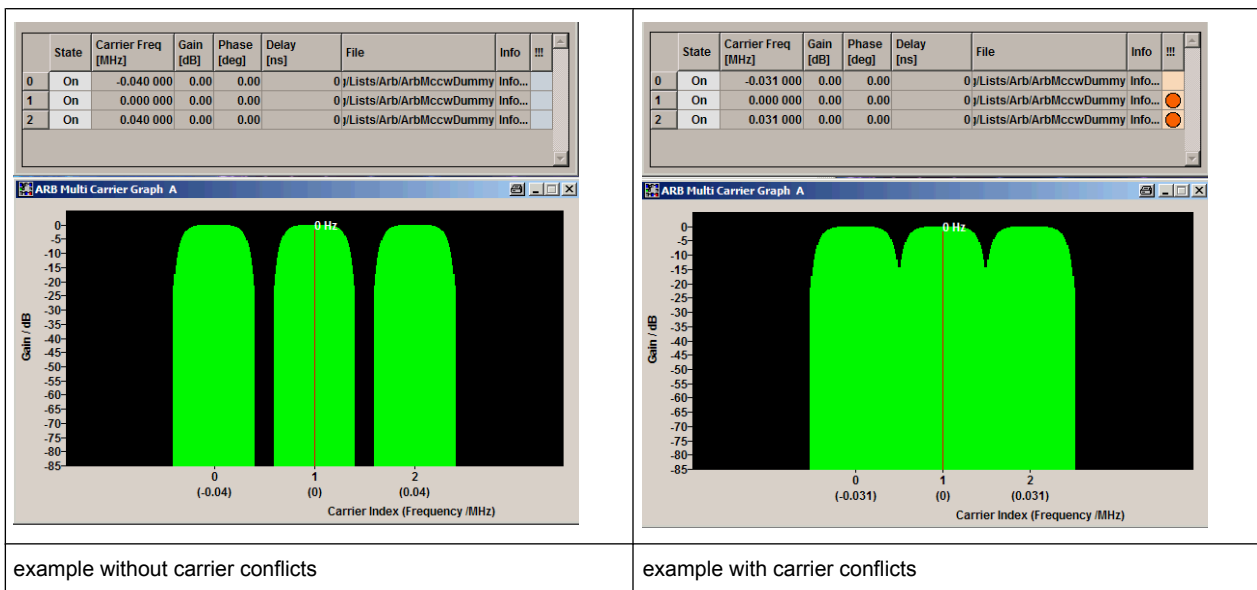 State Carrier Freq [MHz] Gain [dB] Phase [deg] Delay [ns] File Info !!!
0 On -0.040 000 0.00 0.00 0 g/Lists/Arb/ArbMccwDummy Info...
1 On 0.000 000 0.00 0.00 0 g/Lists/Arb/ArbMccwDummy Info...
2 On 0.040 000 0.00 0.00 0 g/Lists/Arb/ArbMccwDummy Info...
ARB Multi Carrier Graph A
0 Hz
Gain / dB
0
-5
-10
-15
-20
-25
-30
-35
-40
-45
-50
-55
-60
-65
-70
-75
-80
-85
0 1 2
(-0.04) (0) (0.04)
Carrier Index (Frequency /MHz)
example without carrier conflicts
State Carrier Freq [MHz] Gain [dB] Phase [deg] Delay [ns] File Info !!!
0 On -0.031 000 0.00 0.00 0 g/Lists/Arb/ArbMccwDummy Info...
1 On 0.000 000 0.00 0.00 0 g/Lists/Arb/ArbMccwDummy Info...
2 On 0.031 000 0.00 0.00 0 g/Lists/Arb/ArbMccwDummy Info...
ARB Multi Carrier Graph A
0 Hz
Gain / dB
0
-5
-10
-15
-20
-25
-30
-35
-40
-45
-50
-55
-60
-65
-70
-75
-80
-85
0 1 2
(-0.031) (0) (0.031)
Carrier Index (Frequency /MHz)
example with carrier conflicts